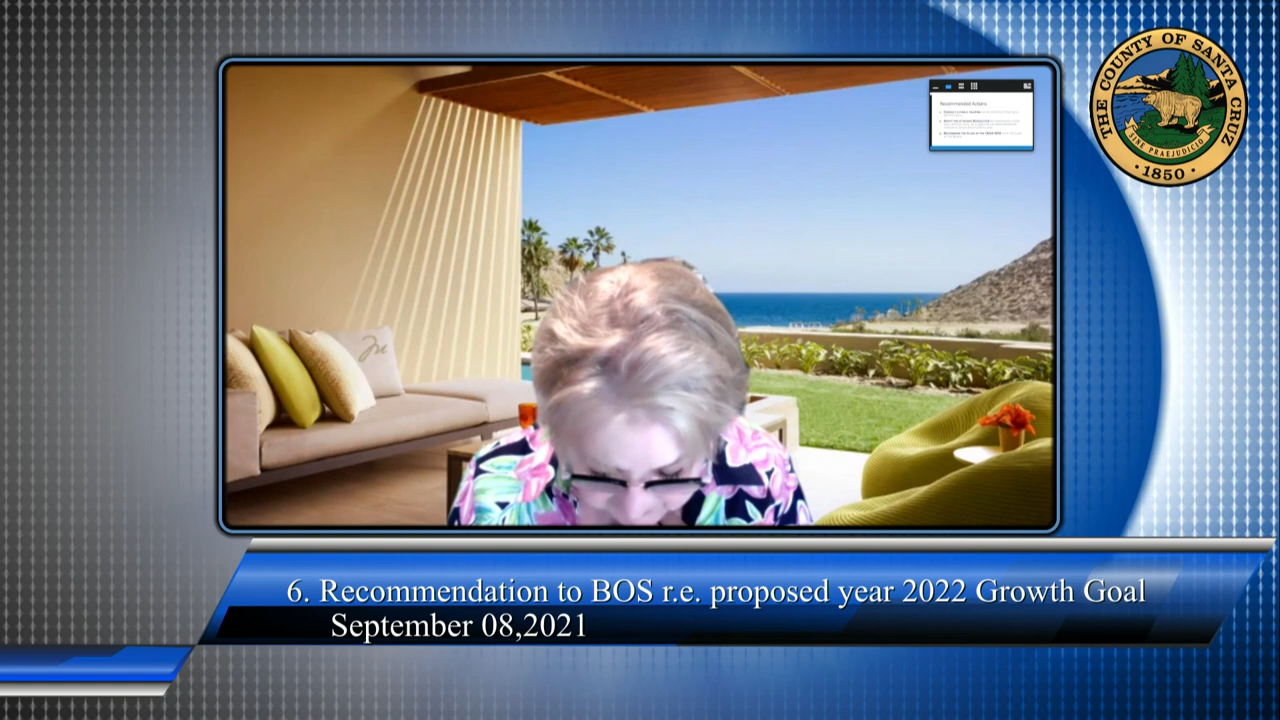 THE COUNTY OF SANTA CRUZ
SINE PRAEJUDICIO
· 1850 ·
Recommended Actions
6. Recommendation to BOS r.e. proposed year 2022 Growth Goal
September 08,2021